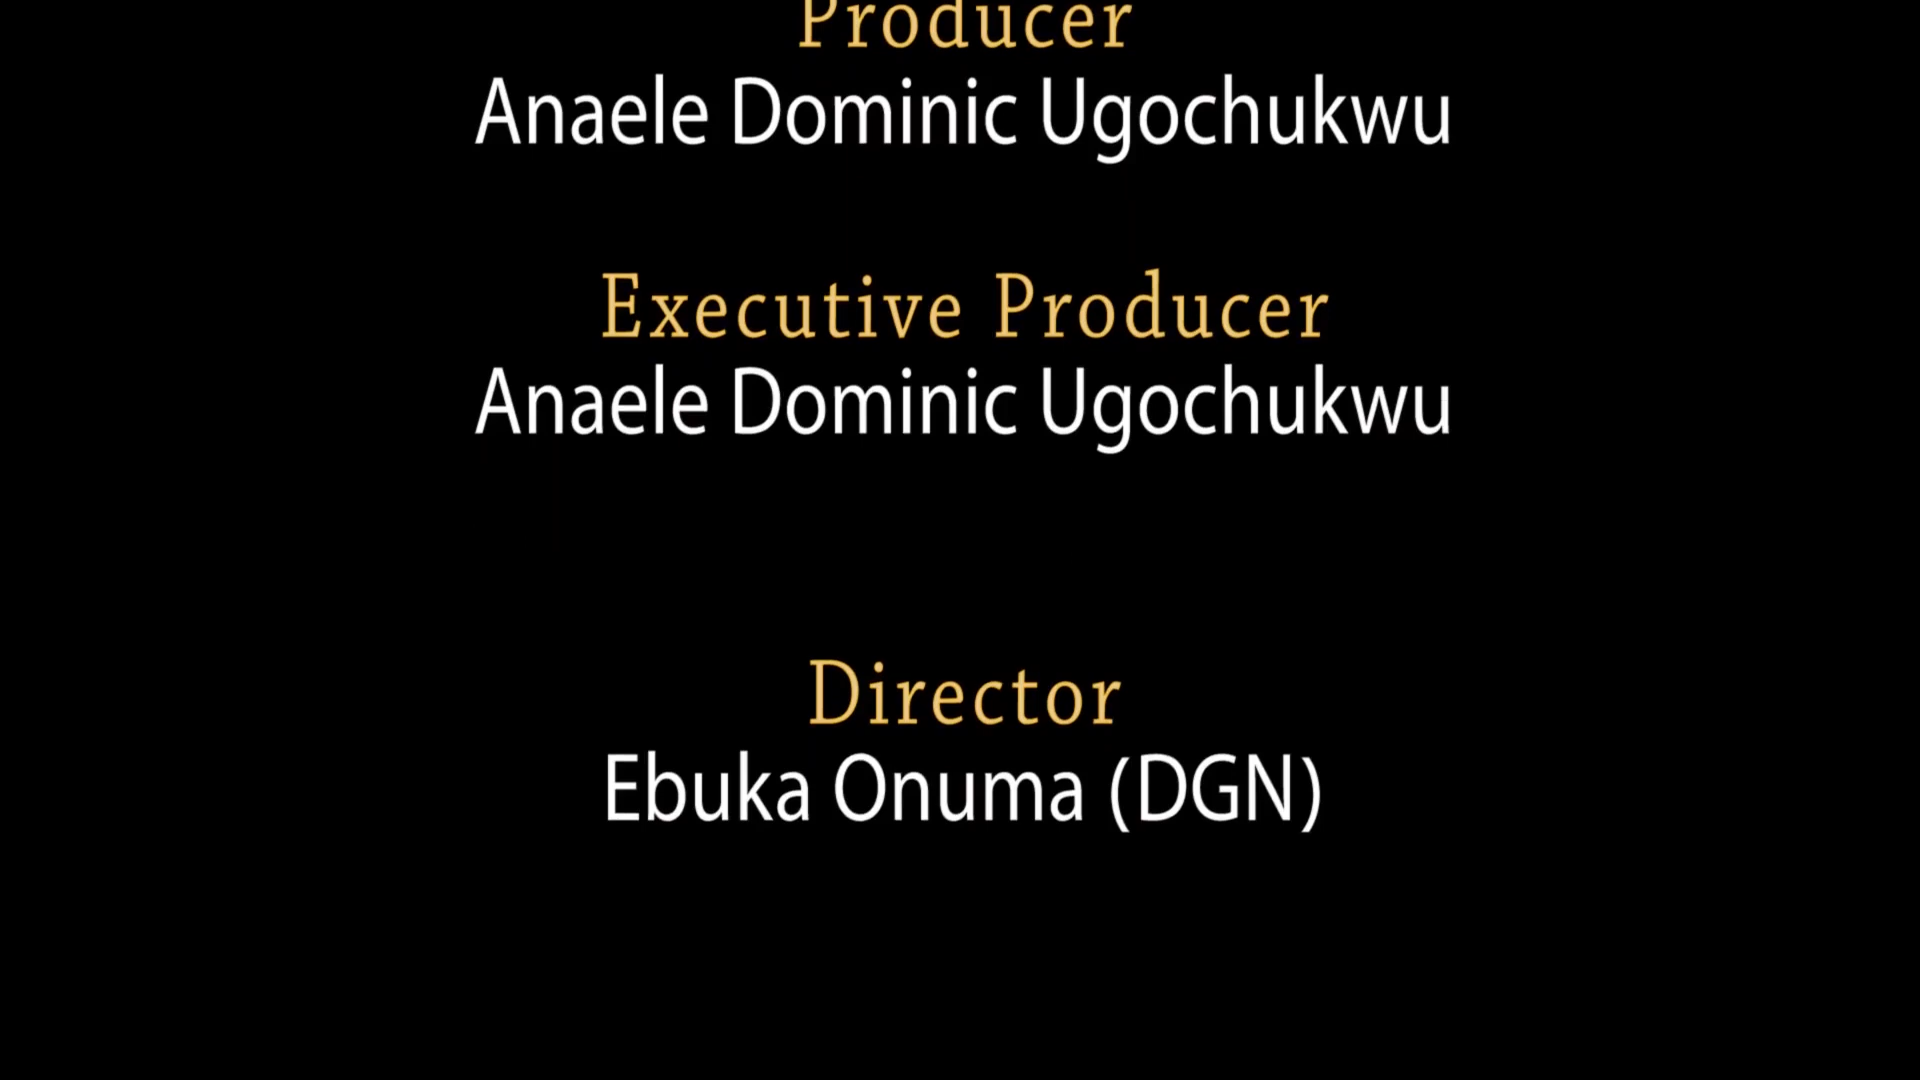 Producer
Anaele Dominic Ugochukwu
Executive Producer
Anaele Dominic Ugochukwu
Director
Ebuka Onuma (DGN)